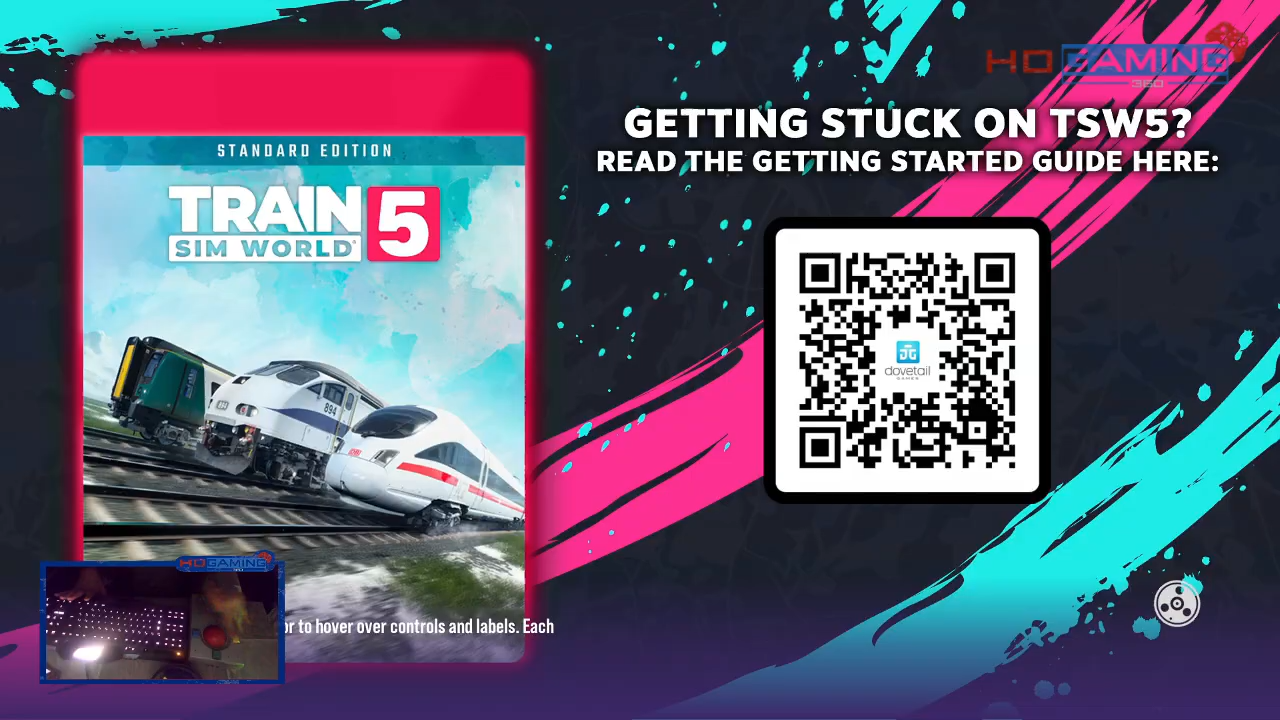 HD GAMING
360
GETTING STUCK ON TSW5?
READ THE GETTING STARTED GUIDE HERE:
STANDARD EDITION
TRAIN
SIM WORLD
5
dovetail
GAMES
894
HD GAMING
or to hover over controls and labels. Each